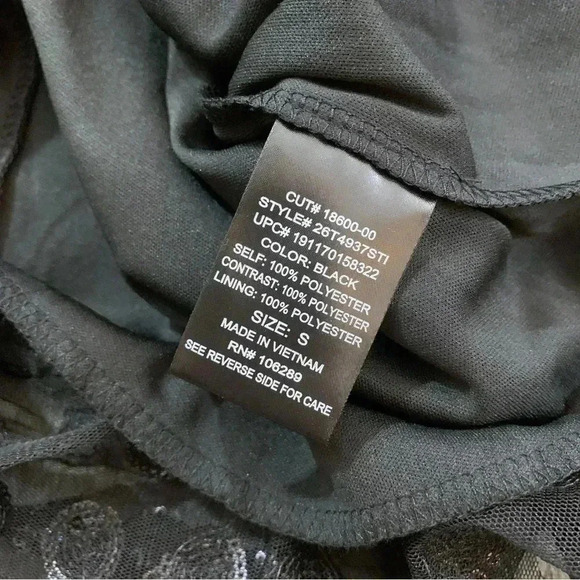 CUT# 18600-00
STYLE# 26T4937STI
UPC# 191170158322
COLOR: BLACK
SELF: 100% POLYESTER
CONTRAST: 100% POLYESTER
LINING: 100% POLYESTER
SIZE: S
MADE IN VIETNAM
RN# 106289
SEE REVERSE SIDE FOR CARE